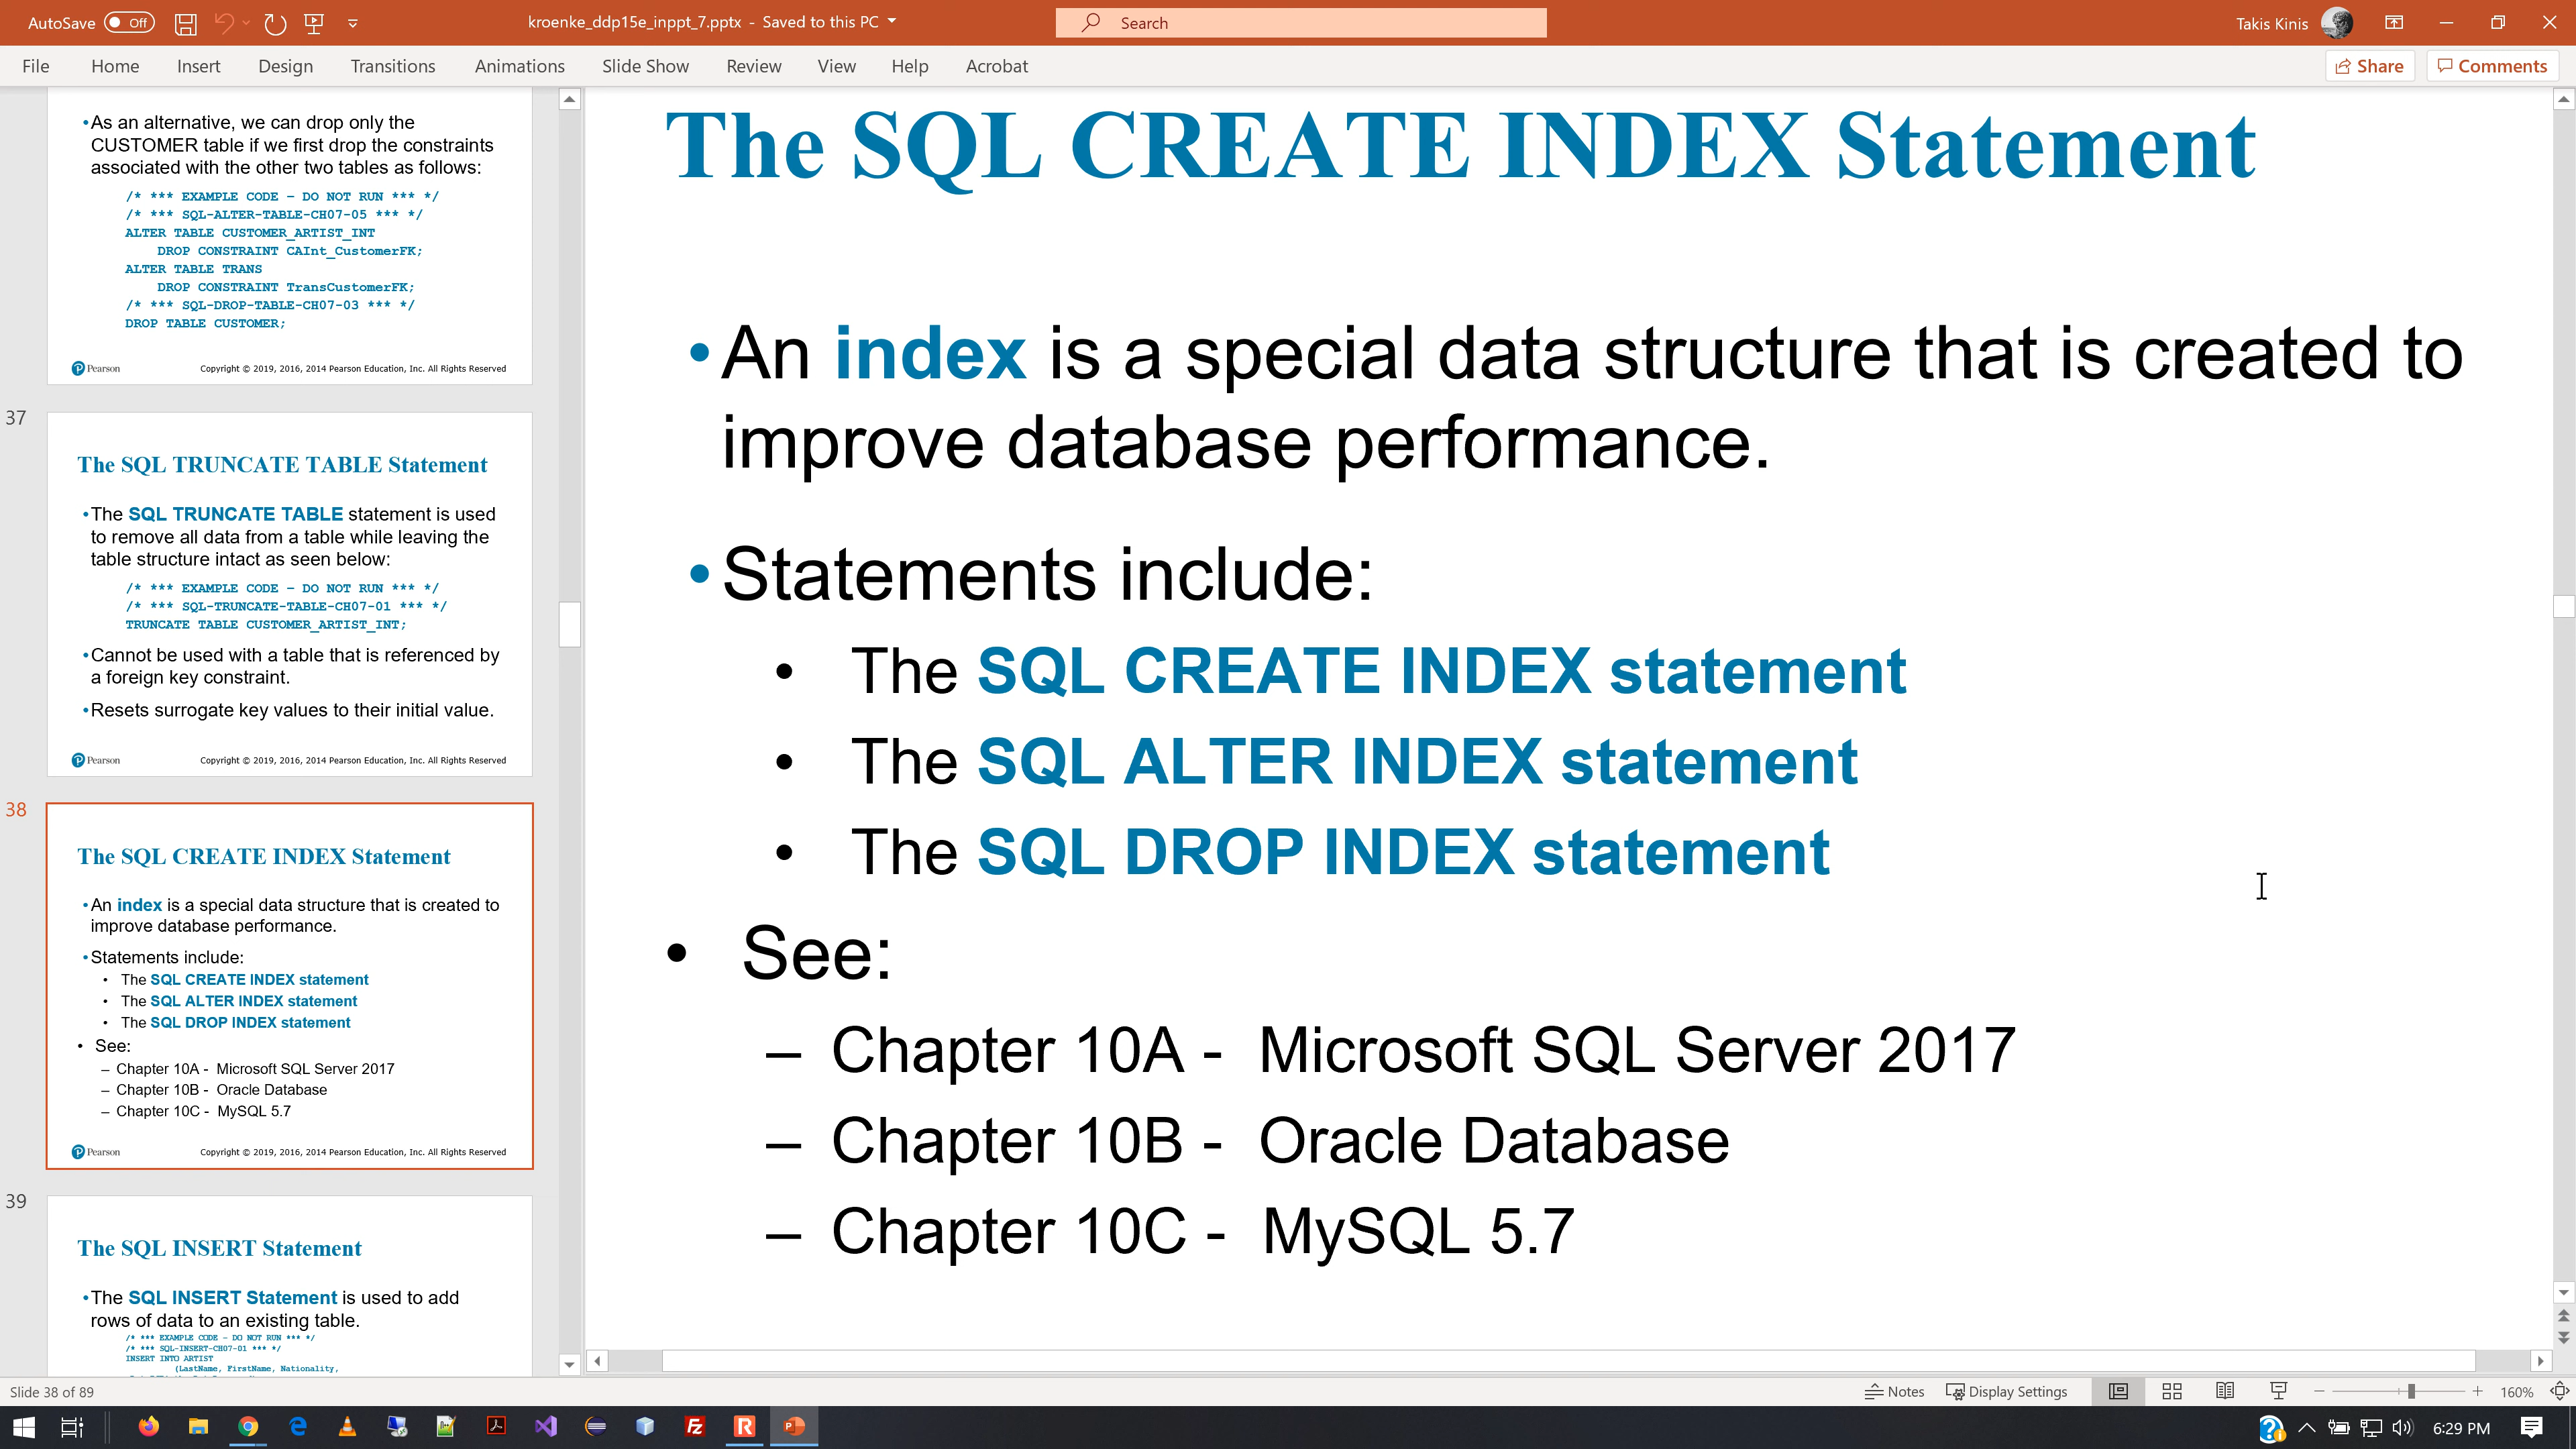 AutoSave Off
kroenke_ddp15e_inppt_7.pptx - Saved to this PC
Search
Takis Kinis
File Home Insert Design Transitions Animations Slide Show Review View Help Acrobat
Share Comments
•As an alternative, we can drop only the
CUSTOMER table if we first drop the constraints
associated with the other two tables as follows:
/* *** EXAMPLE CODE – DO NOT RUN *** */
/* *** SQL-ALTER-TABLE-CH07-05 *** */
ALTER TABLE CUSTOMER_ARTIST_INT
DROP CONSTRAINT CAInt_CustomerFK;
ALTER TABLE TRANS
DROP CONSTRAINT TransCustomerFK;
/* *** SQL-DROP-TABLE-CH07-03 *** */
DROP TABLE CUSTOMER;
Pearson Copyright © 2019, 2016, 2014 Pearson Education, Inc. All Rights Reserved
37
The SQL TRUNCATE TABLE Statement
•The SQL TRUNCATE TABLE statement is used
to remove all data from a table while leaving the
table structure intact as seen below:
/* *** EXAMPLE CODE – DO NOT RUN *** */
/* *** SQL-TRUNCATE-TABLE-CH07-01 *** */
TRUNCATE TABLE CUSTOMER_ARTIST_INT;
•Cannot be used with a table that is referenced by
a foreign key constraint.
•Resets surrogate key values to their initial value.
Pearson Copyright © 2019, 2016, 2014 Pearson Education, Inc. All Rights Reserved
38
The SQL CREATE INDEX Statement
•An index is a special data structure that is created to
improve database performance.
•Statements include:
• The SQL CREATE INDEX statement
• The SQL ALTER INDEX statement
• The SQL DROP INDEX statement
• See:
– Chapter 10A - Microsoft SQL Server 2017
– Chapter 10B - Oracle Database
– Chapter 10C - MySQL 5.7
Pearson Copyright © 2019, 2016, 2014 Pearson Education, Inc. All Rights Reserved
39
The SQL INSERT Statement
•The SQL INSERT Statement is used to add
rows of data to an existing table.
/* *** EXAMPLE CODE – DO NOT RUN *** */
/* *** SQL-INSERT-CH07-01 *** */
INSERT INTO ARTIST
(LastName, FirstName, Nationality,
The SQL CREATE INDEX Statement
•An index is a special data structure that is created to
improve database performance.
•Statements include:
• The SQL CREATE INDEX statement
• The SQL ALTER INDEX statement
• The SQL DROP INDEX statement
• See:
– Chapter 10A - Microsoft SQL Server 2017
– Chapter 10B - Oracle Database
– Chapter 10C - MySQL 5.7
Slide 38 of 89
Notes Display Settings 160%
6:29 PM